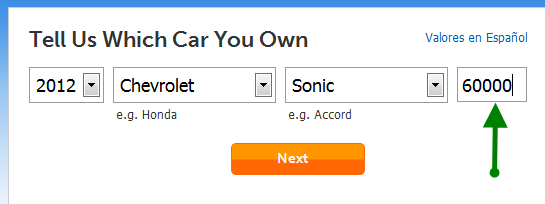 Tell Us Which Car You Own
Valores en Español
2012 Chevrolet Sonic 60000
e.g. Honda e.g. Accord
Next